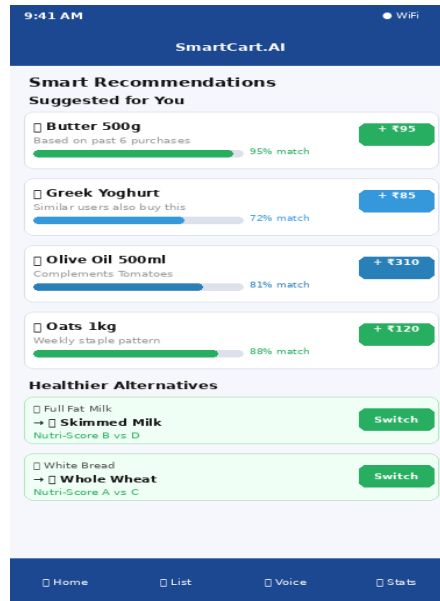 9:41 AM ● WiFi
SmartCart.AI
Smart Recommendations
Suggested for You
Butter 500g
+ ₹95
Based on past 6 purchases
95% match
Greek Yoghurt
+ ₹85
Similar users also buy this
72% match
Olive Oil 500ml
+ ₹310
Complements Tomatoes
81% match
Oats 1kg
+ ₹120
Weekly staple pattern
88% match
Healthier Alternatives
Full Fat Milk
→ Skimmed Milk
Switch
Nutri-Score B vs D
White Bread
→ Whole Wheat
Switch
Nutri-Score A vs C
Home List Voice Stats